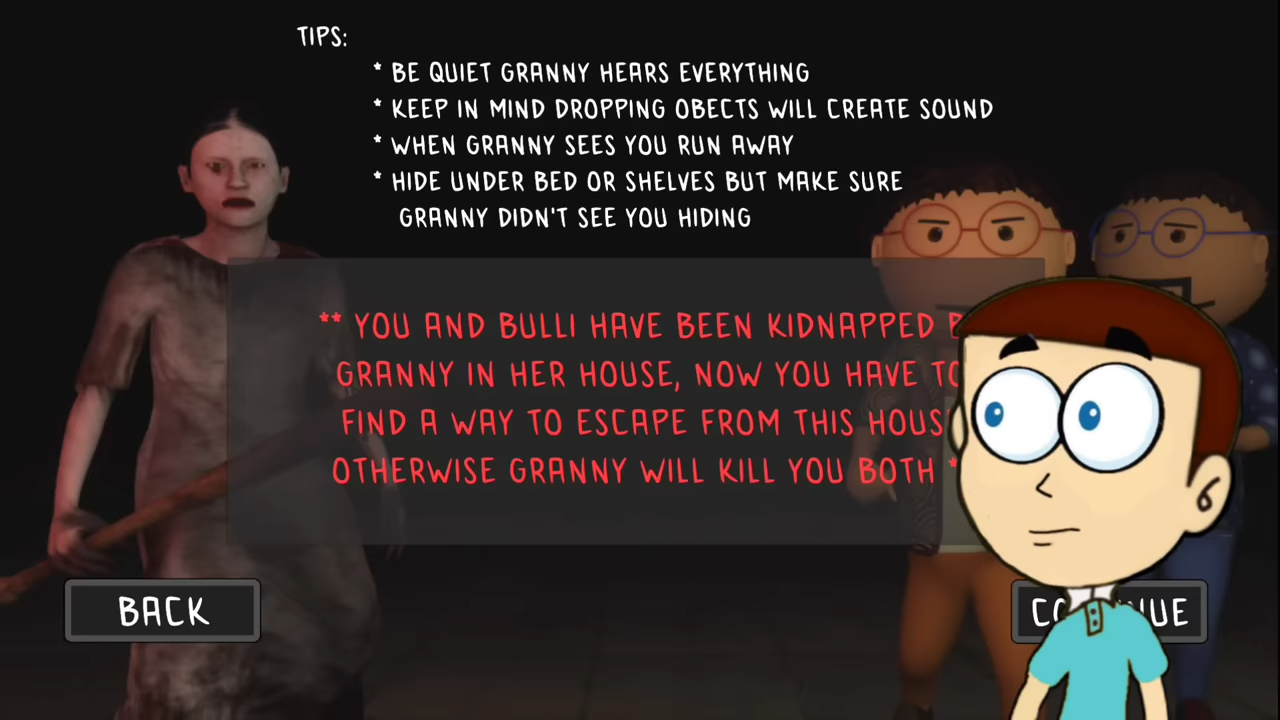 TIPS:
* BE QUIET GRANNY HEARS EVERYTHING
* KEEP IN MIND DROPPING OBECTS WILL CREATE SOUND
* WHEN GRANNY SEES YOU RUN AWAY
* HIDE UNDER BED OR SHELVES BUT MAKE SURE
GRANNY DIDN'T SEE YOU HIDING
** YOU AND BULLI HAVE BEEN KIDNAPPED
GRANNY IN HER HOUSE, NOW YOU HAVE TO
FIND A WAY TO ESCAPE FROM THIS HOUS
OTHERWISE GRANNY WILL KILL YOU BOTH *
BACK